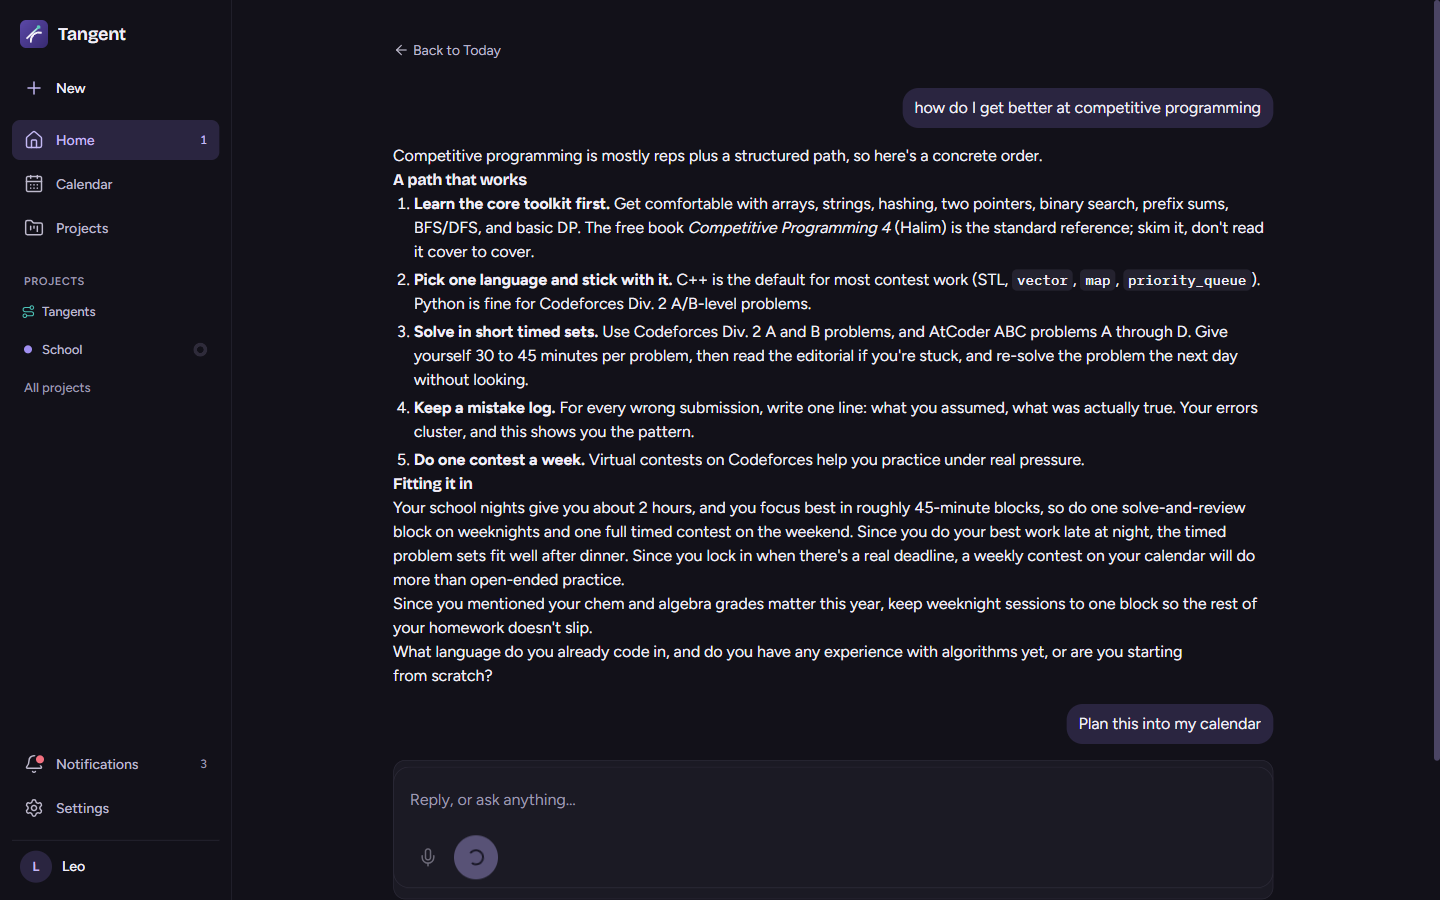 Tangent
New
Home 1
Calendar
Projects
PROJECTS
Tangents
School
All projects
Notifications 3
Settings
L Leo
← Back to Today
how do I get better at competitive programming
Competitive programming is mostly reps plus a structured path, so here's a concrete order.
A path that works
1. Learn the core toolkit first. Get comfortable with arrays, strings, hashing, two pointers, binary search, prefix sums,
BFS/DFS, and basic DP. The free book Competitive Programming 4 (Halim) is the standard reference; skim it, don't read
it cover to cover.
2. Pick one language and stick with it. C++ is the default for most contest work (STL, vector, map, priority_queue).
Python is fine for Codeforces Div. 2 A/B-level problems.
3. Solve in short timed sets. Use Codeforces Div. 2 A and B problems, and AtCoder ABC problems A through D. Give
yourself 30 to 45 minutes per problem, then read the editorial if you're stuck, and re-solve the problem the next day
without looking.
4. Keep a mistake log. For every wrong submission, write one line: what you assumed, what was actually true. Your errors
cluster, and this shows you the pattern.
5. Do one contest a week. Virtual contests on Codeforces help you practice under real pressure.
Fitting it in
Your school nights give you about 2 hours, and you focus best in roughly 45-minute blocks, so do one solve-and-review
block on weeknights and one full timed contest on the weekend. Since you do your best work late at night, the timed
problem sets fit well after dinner. Since you lock in when there's a real deadline, a weekly contest on your calendar will do
more than open-ended practice.
Since you mentioned your chem and algebra grades matter this year, keep weeknight sessions to one block so the rest of
your homework doesn't slip.
What language do you already code in, and do you have any experience with algorithms yet, or are you starting
from scratch?
Plan this into my calendar
Reply, or ask anything...